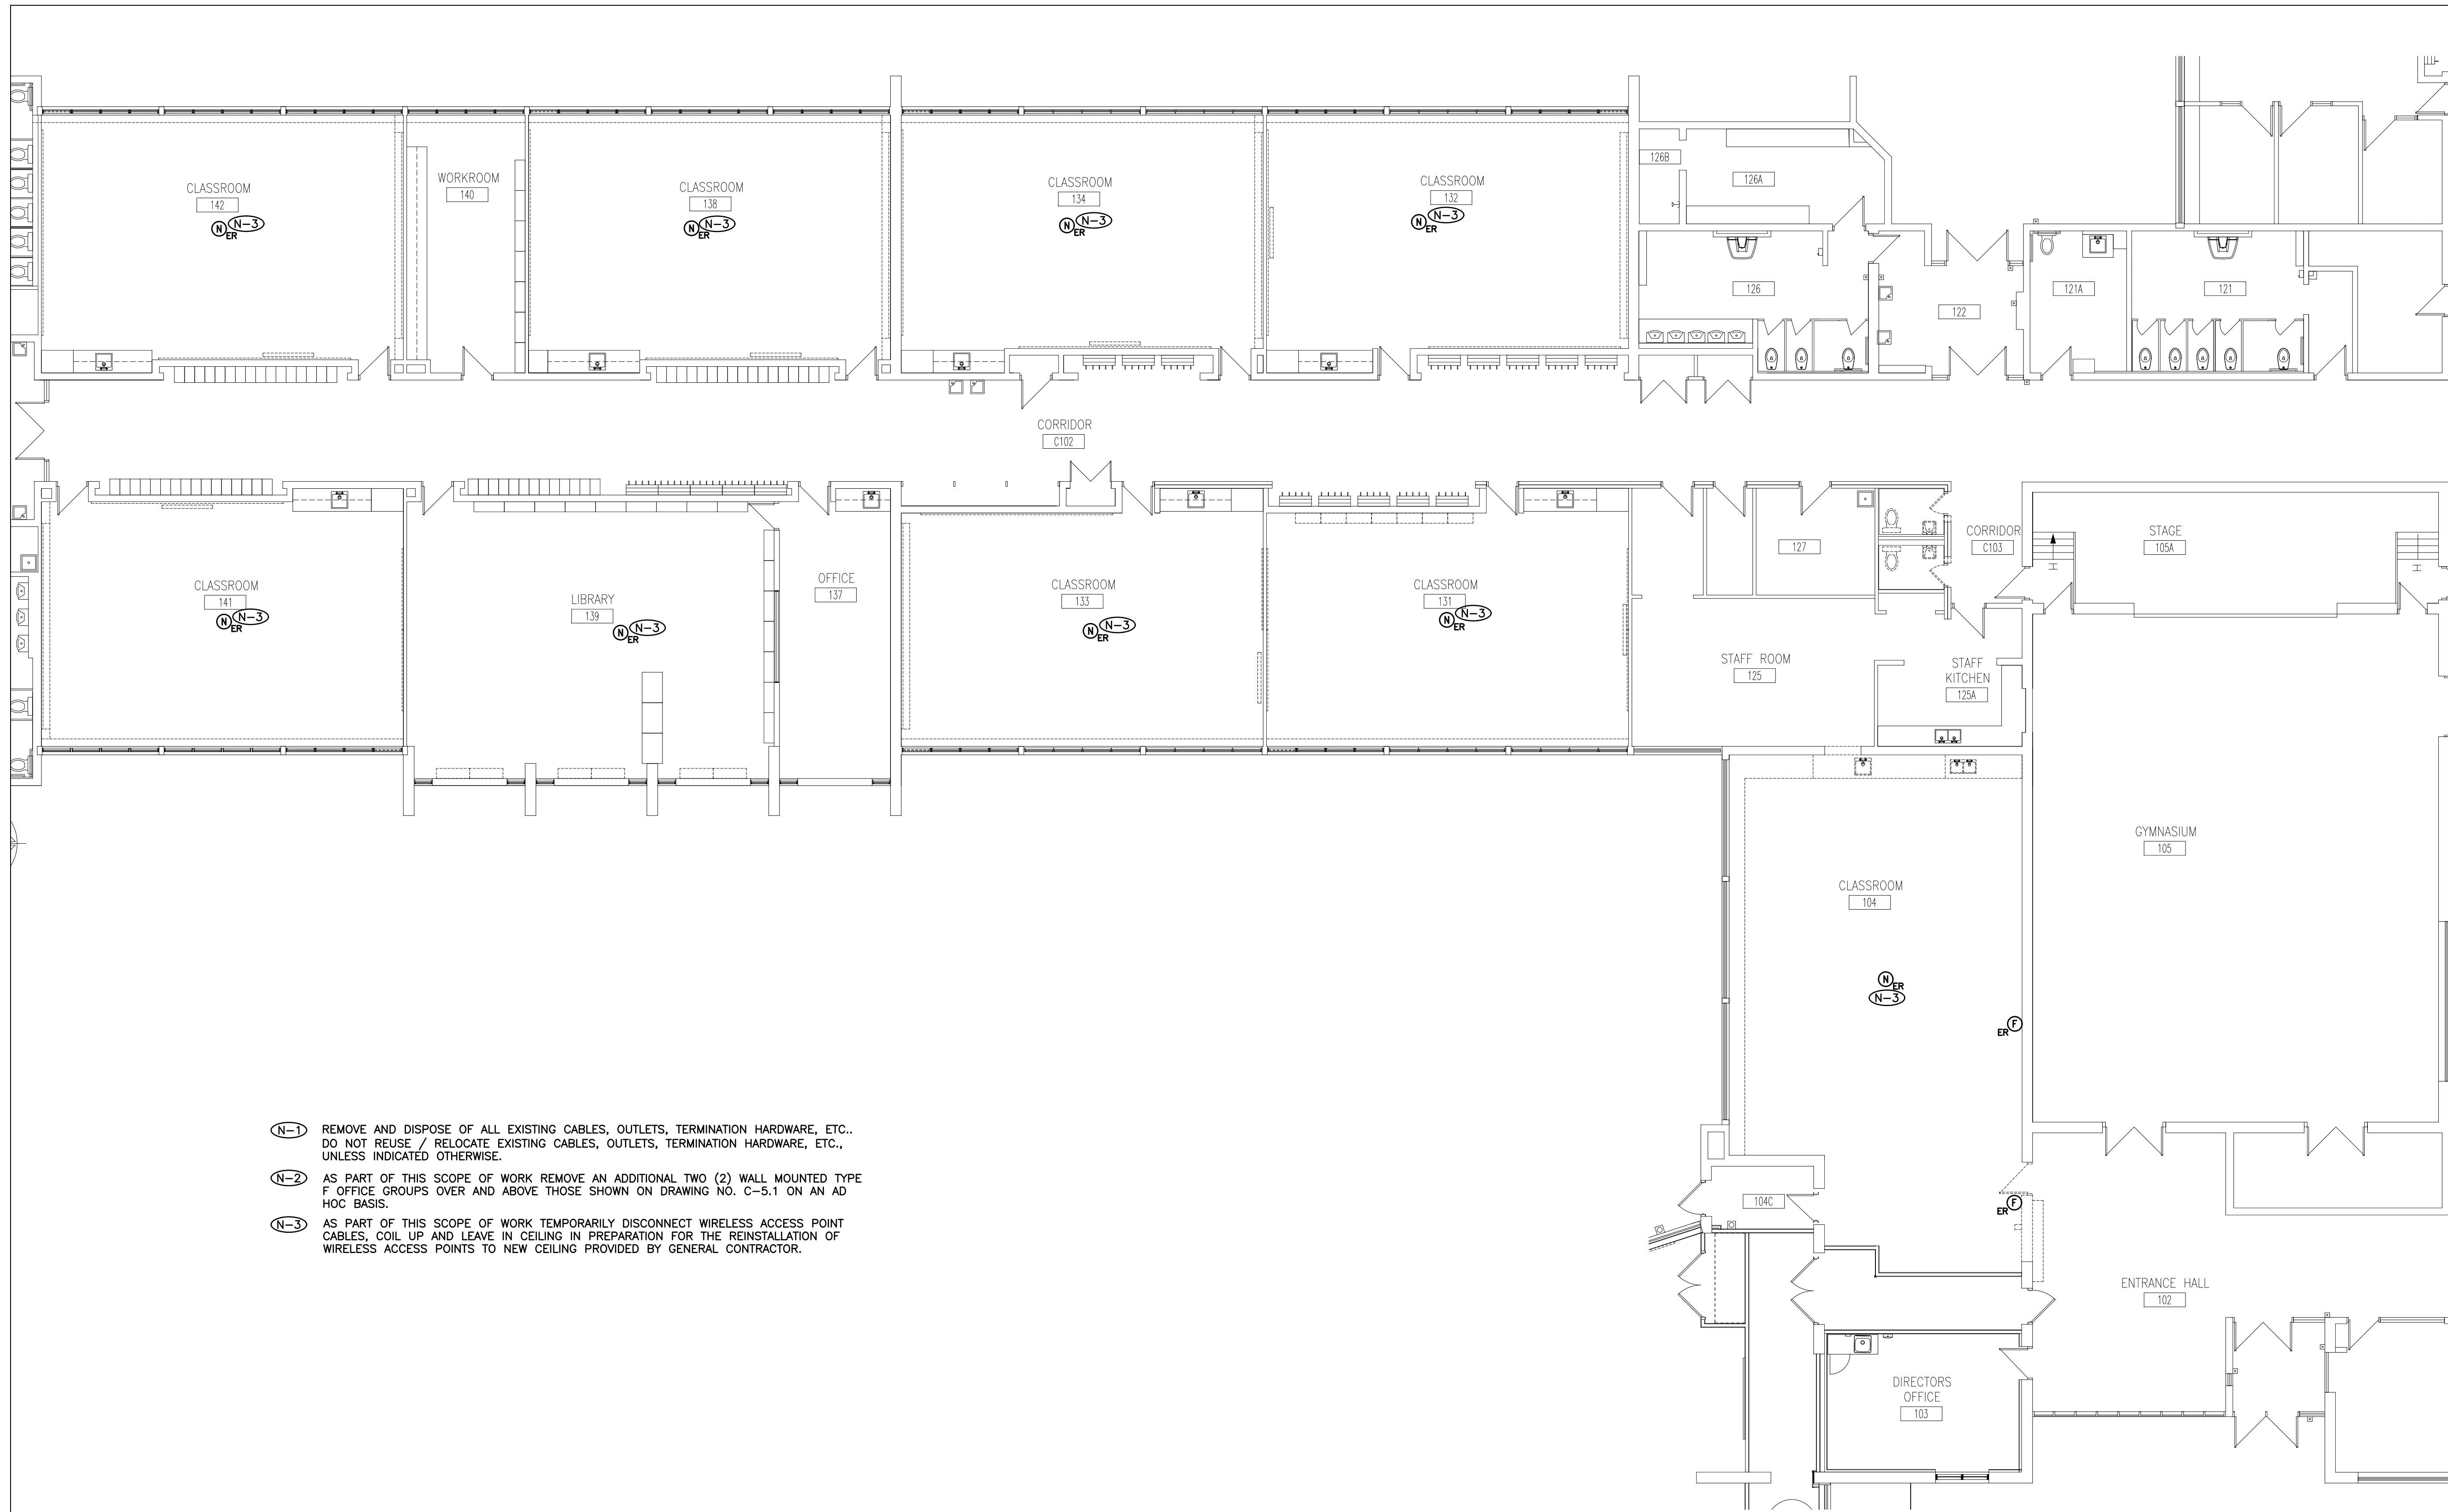 CLASSROOM
142
N N-3
ER
WORKROOM
140
CLASSROOM
138
N N-3
ER
CLASSROOM
134
N N-3
ER
CLASSROOM
132
N N-3
ER
126B
126A
126
122
121A
121
CORRIDOR
C102
CLASSROOM
141
N N-3
ER
LIBRARY
139
N N-3
ER
OFFICE
137
CLASSROOM
133
N N-3
ER
CLASSROOM
131
N N-3
ER
127
CORRIDOR
C103
STAGE
105A
H
H
STAFF ROOM
125
STAFF
KITCHEN
125A
GYMNASIUM
105
CLASSROOM
104
N
ER
N-3
F
ER
F
ER
104C
ENTRANCE HALL
102
DIRECTORS
OFFICE
103
N-1 REMOVE AND DISPOSE OF ALL EXISTING CABLES, OUTLETS, TERMINATION HARDWARE, ETC..
DO NOT REUSE / RELOCATE EXISTING CABLES, OUTLETS, TERMINATION HARDWARE, ETC.,
UNLESS INDICATED OTHERWISE.
N-2 AS PART OF THIS SCOPE OF WORK REMOVE AN ADDITIONAL TWO (2) WALL MOUNTED TYPE
F OFFICE GROUPS OVER AND ABOVE THOSE SHOWN ON DRAWING NO. C-5.1 ON AN AD
HOC BASIS.
N-3 AS PART OF THIS SCOPE OF WORK TEMPORARILY DISCONNECT WIRELESS ACCESS POINT
CABLES, COIL UP AND LEAVE IN CEILING IN PREPARATION FOR THE REINSTALLATION OF
WIRELESS ACCESS POINTS TO NEW CEILING PROVIDED BY GENERAL CONTRACTOR.